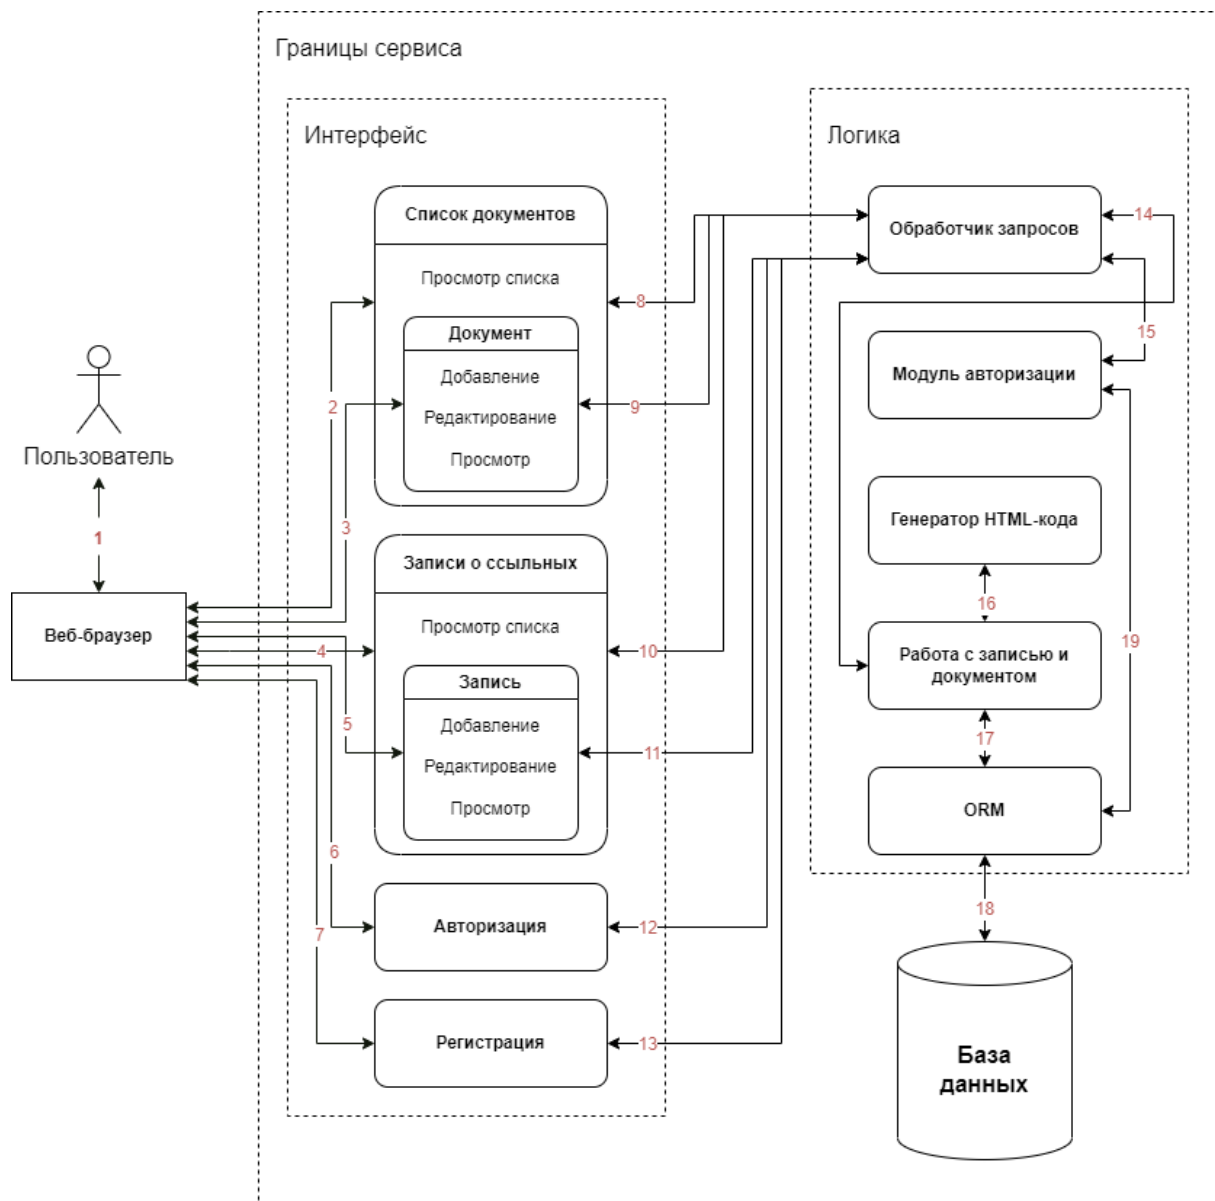 Границы сервиса
Интерфейс
Логика
Список документов
Просмотр списка
Документ
Добавление
Редактирование
Просмотр
Записи о ссыльных
Просмотр списка
Запись
Добавление
Редактирование
Просмотр
Авторизация
Регистрация
Пользователь
1
Веб-браузер
2
3
4
5
6
7
8
9
10
11
12
13
Обработчик запросов
14
15
Модуль авторизации
Генератор HTML-кода
16
Работа с записью и
документом
19
17
ORM
18
База
данных